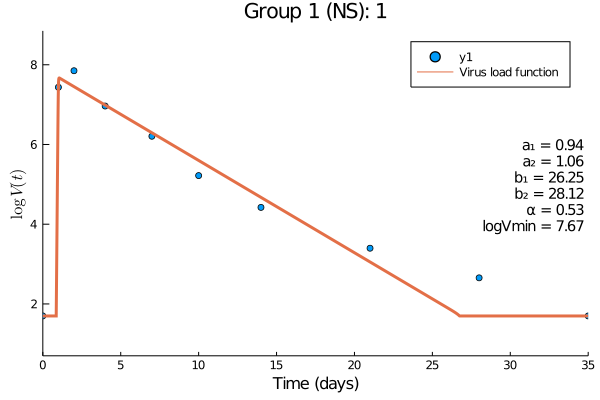 Group 1 (NS): 1
y1
Virus load function
a₁ = 0.94
a₂ = 1.06
b₁ = 26.25
b₂ = 28.12
α = 0.53
logVmin = 7.67
log V(t)
8
6
4
2
0 5 10 15 20 25 30 35
Time (days)